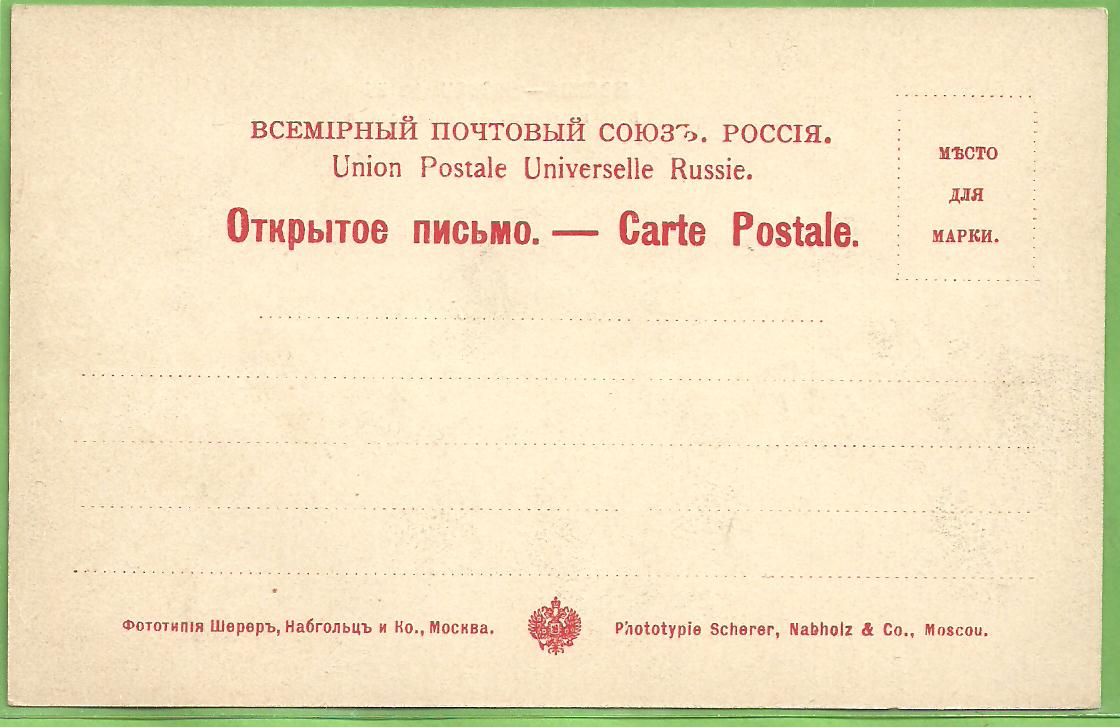 ВСЕМІРНЫЙ ПОЧТОВЫЙ СОЮЗЪ. РОССІЯ.
Union Postale Universelle Russie.
Открытое письмо. — Carte Postale.
МѢСТО
ДЛЯ
МАРКИ.
Фототипія Шереръ, Набгольцъ и Ко., Москва.
Phototypie Scherer, Nabholz & Co., Moscou.